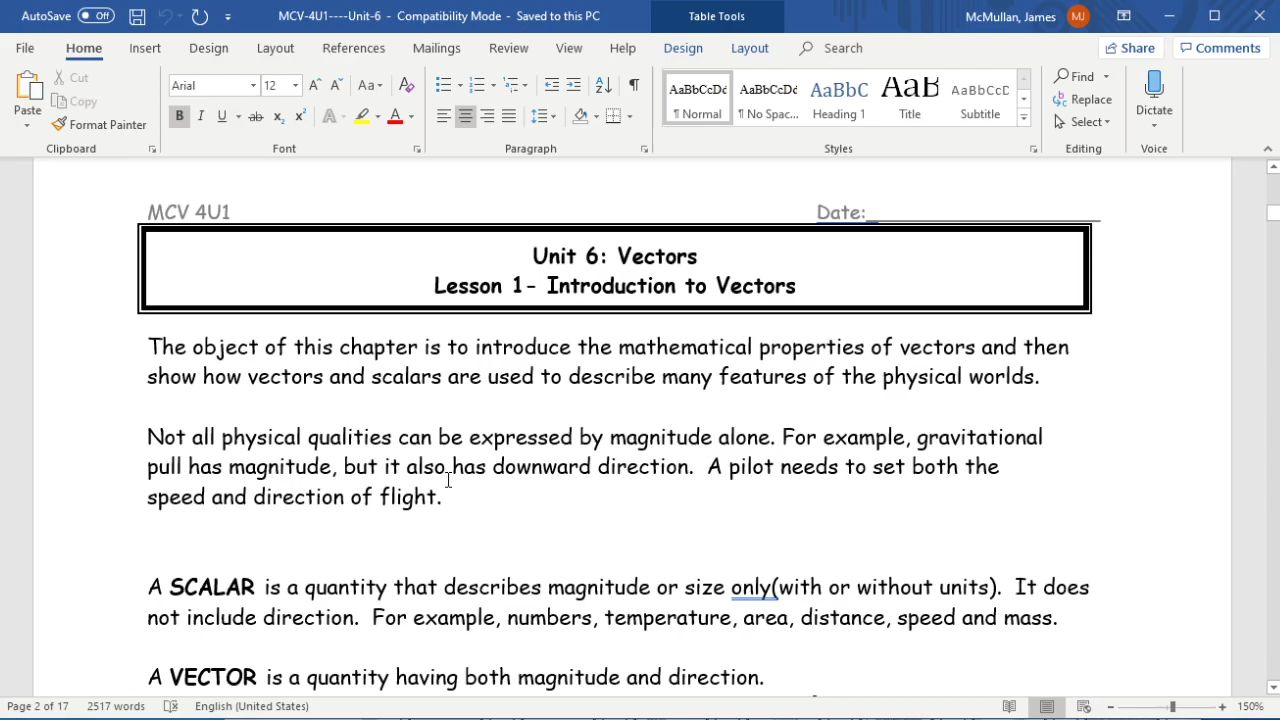 AutoSave Off MCV-4U1----Unit-6 - Compatibility Mode - Saved to this PC Table Tools McMullan, James MJ
File Home Insert Design Layout References Mailings Review View Help Design Layout Search Share Comments
Arial 12 Aa
Paste Cut Copy Format Painter
B I U ab x₂ x² A A
AaBbCcDd ¶ Normal AaBbCcDd ¶ No Spac... AaBbC Heading 1 AaB Title AaBbCcD Subtitle
Find Replace Select Dictate
Clipboard Font Paragraph Styles Editing Voice
MCV 4U1 Date:
Unit 6: Vectors
Lesson 1- Introduction to Vectors
The object of this chapter is to introduce the mathematical properties of vectors and then
show how vectors and scalars are used to describe many features of the physical worlds.
Not all physical qualities can be expressed by magnitude alone. For example, gravitational
pull has magnitude, but it also has downward direction. A pilot needs to set both the
speed and direction of flight.
A SCALAR is a quantity that describes magnitude or size only(with or without units). It does
not include direction. For example, numbers, temperature, area, distance, speed and mass.
A VECTOR is a quantity having both magnitude and direction.
Page 2 of 17 2517 words English (United States) 150%